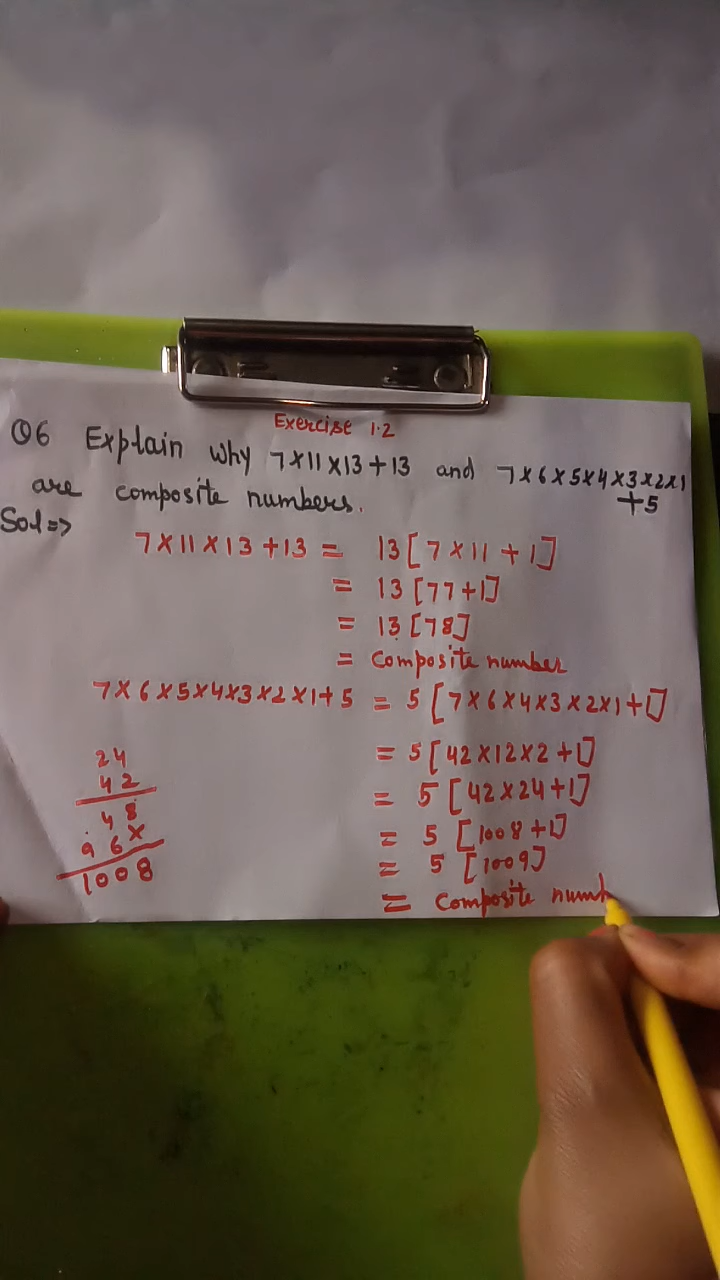 Exercise 1.2
Q6 Explain why 7×11×13+13 and 7×6×5×4×3×2×1
+5
are composite numbers.
Sol=>
7×11×13+13 = 13[7×11+1]
= 13[77+1]
= 13[78]
= Composite number
7×6×5×4×3×2×1+5 = 5[7×6×4×3×2×1+1]
= 5[42×12×2+1]
= 5[42×24+1]
= 5[1008+1]
= 5[1009]
= Composite numb
24
42
48
96×
1008